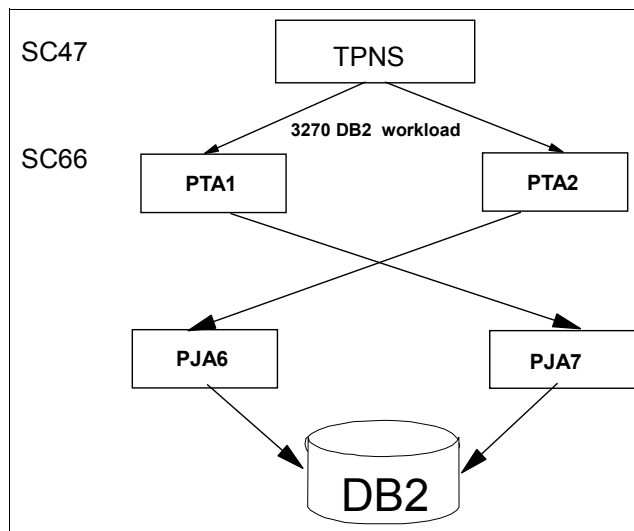 SC47
TPNS
3270 DB2 workload
SC66
PTA1
PTA2
PJA6
PJA7
DB2